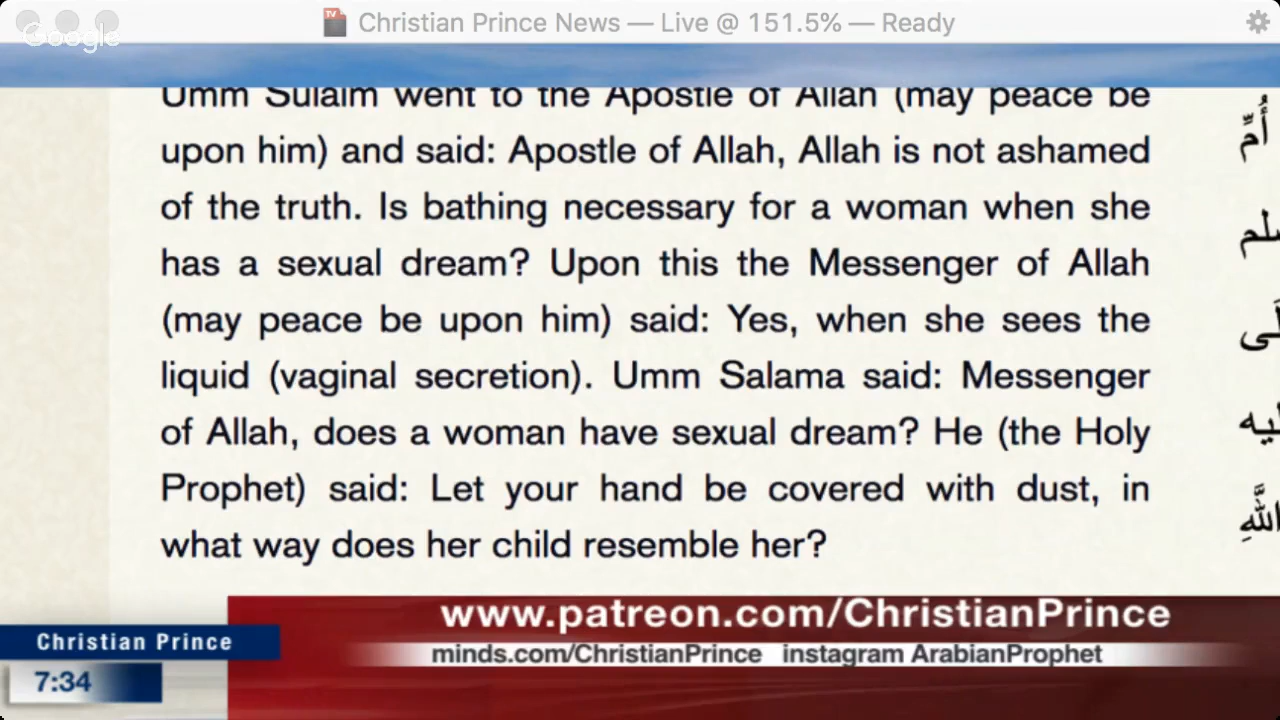 Christian Prince News — Live @ 151.5% — Ready
Google
Umm Sulaim went to the Apostle of Allah (may peace be
upon him) and said: Apostle of Allah, Allah is not ashamed
of the truth. Is bathing necessary for a woman when she
has a sexual dream? Upon this the Messenger of Allah
(may peace be upon him) said: Yes, when she sees the
liquid (vaginal secretion). Umm Salama said: Messenger
of Allah, does a woman have sexual dream? He (the Holy
Prophet) said: Let your hand be covered with dust, in
what way does her child resemble her?
أُمِّ
www.patreon.com/ChristianPrince
Christian Prince
minds.com/ChristianPrince instagram ArabianProphet
7:34